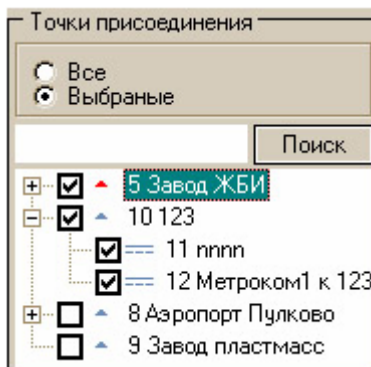 Точки присоединения
Все
Выбраные
Поиск
5 Завод ЖБИ
10 123
11 nnnn
12 Метроком1 к 123
8 Аэропорт Пулково
9 Завод пластмасс